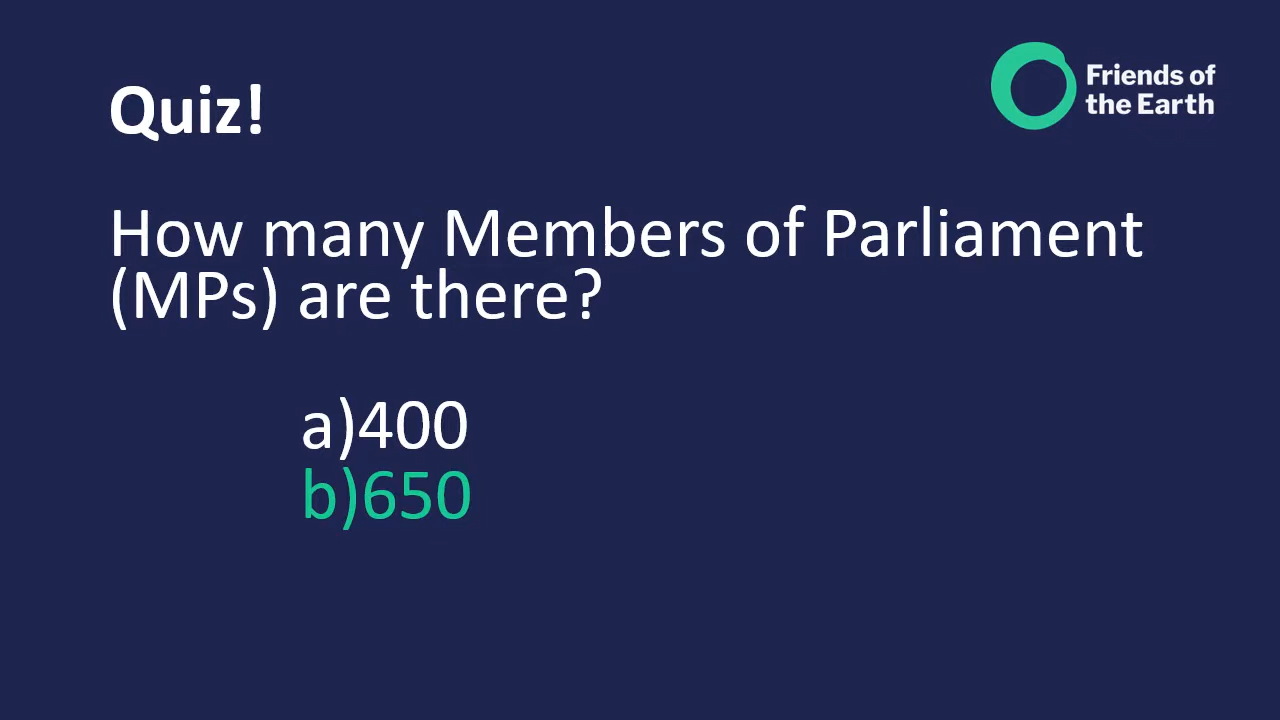 Quiz!
Friends of
the Earth
How many Members of Parliament
(MPs) are there?
a)400
b)650